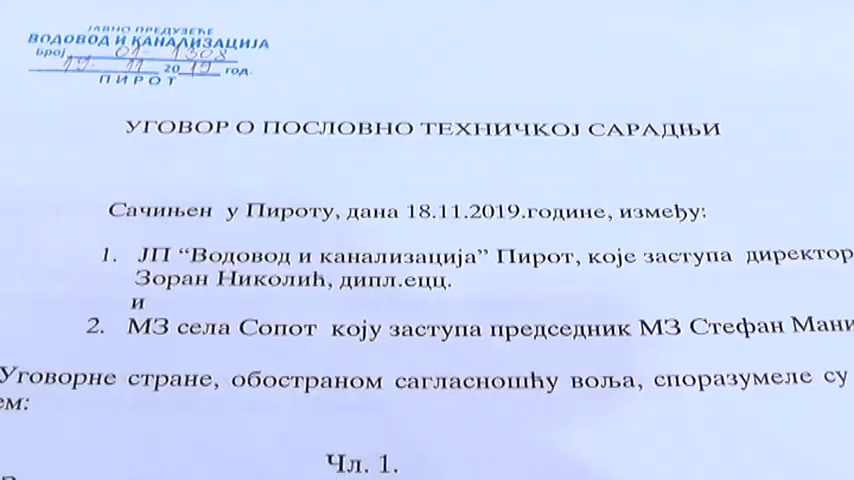 ЈАВНО ПРЕДУЗЕЋЕ
ВОДОВОД И КАНАЛИЗАЦИЈА
Број 01-1308
19. 11 2019 год.
ПИРОТ
УГОВОР О ПОСЛОВНО ТЕХНИЧКОЈ САРАДЊИ
Сачињен у Пироту, дана 18.11.2019.године, између:
1. ЈП “Водовод и канализација” Пирот, које заступа директор
Зоран Николић, дипл.ецц.
и
2. МЗ села Сопот коју заступа председник МЗ Стефан Мани
Уговорне стране, обостраном сагласношћу воља, споразумеле су
ем:
Чл. 1.